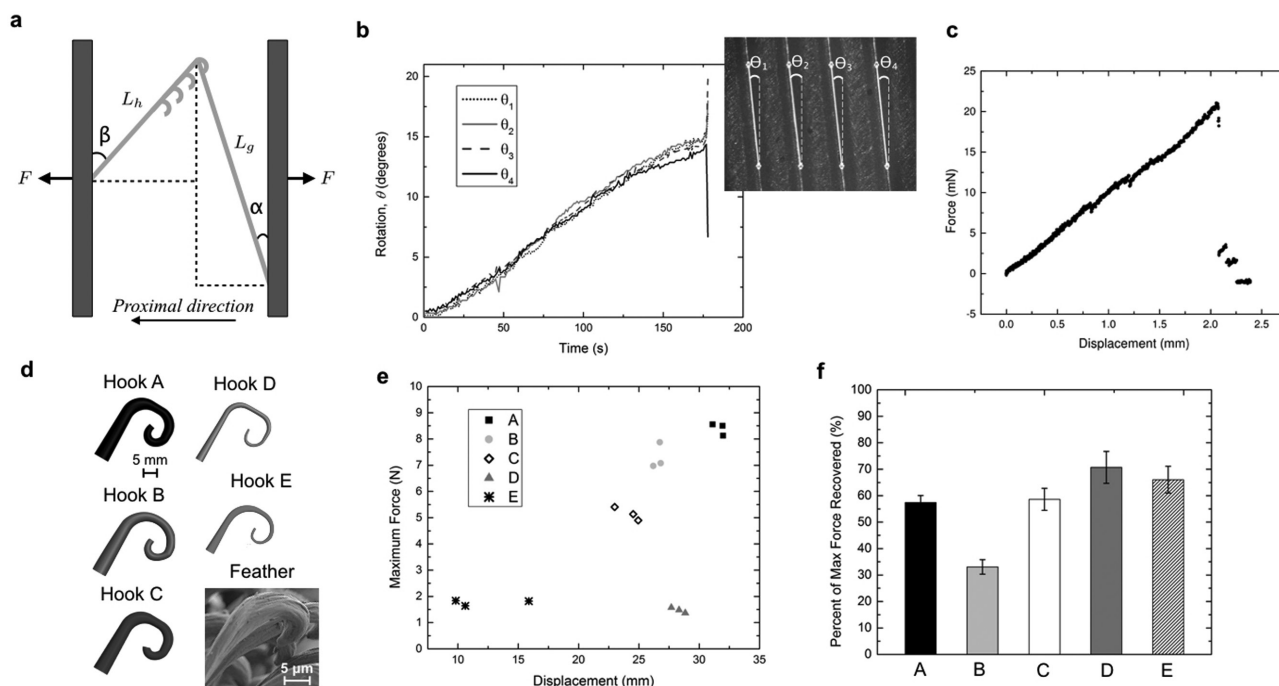 a
L_h
β
L_g
F
F
α
Proximal direction
b
Rotation, θ (degrees)
20
15
10
5
0
θ₁
θ₂
θ₃
θ₄
0
50
100
150
200
Time (s)
Θ₁
Θ₂
Θ₃
Θ₄
c
Force (mN)
25
20
15
10
5
0
0.0
0.5
1.0
1.5
2.0
2.5
Displacement (mm)
d
Hook A
Hook D
5 mm
Hook B
Hook E
Hook C
Feather
5 µm
e
Maximum Force (N)
10
9
8
7
6
5
4
3
2
1
0
A
B
C
D
E
10
15
20
25
30
35
Displacement (mm)
f
Percent of Max Force Recovered (%)
100
90
80
70
60
50
40
30
20
10
0
A
B
C
D
E